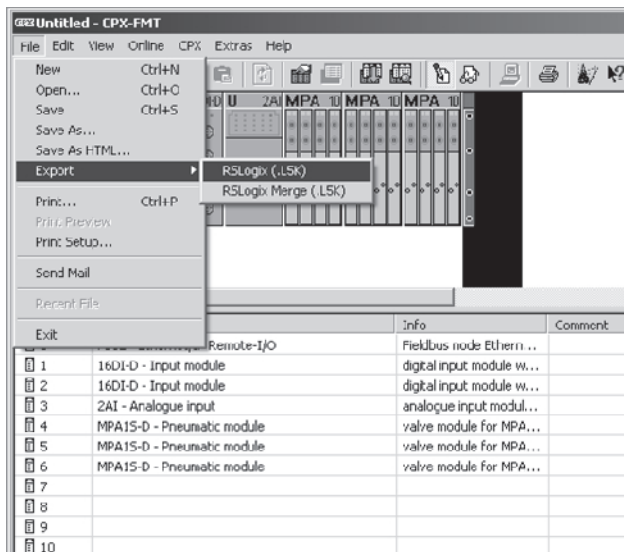 Untitled - CPX-FMT
File Edit View Online CPX Extras Help
New Ctrl+N
Open... Ctrl+O
Save Ctrl+S
Save As...
Save As HTML...
Export
RSLogix (.L5K)
RSLogix Merge (.L5K)
Print... Ctrl+P
Print Preview
Print Setup...
Send Mail
Recent File
Exit
U 2AI MPA 10 MPA 10 MPA 10
Info Comment
Remote-I/O Fieldbus node Ethern...
1 16DI-D - Input module digital input module w...
2 16DI-D - Input module digital input module w...
3 2AI - Analogue input analogue input modul...
4 MPA1S-D - Pneumatic module valve module for MPA...
5 MPA1S-D - Pneumatic module valve module for MPA...
6 MPA1S-D - Pneumatic module valve module for MPA...
7
8
9
10